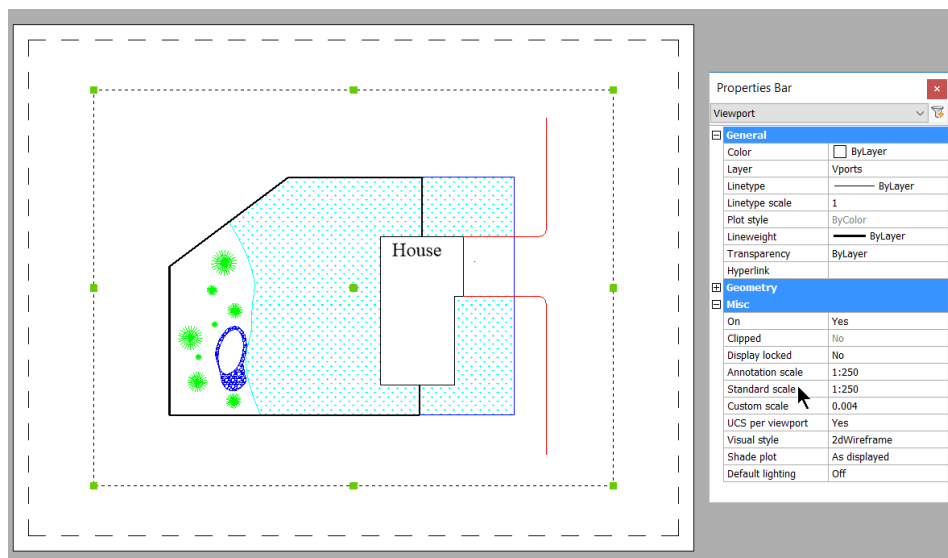 House
Properties Bar
Viewport
General
Color ByLayer
Layer Vports
Linetype ByLayer
Linetype scale 1
Plot style ByColor
Lineweight ByLayer
Transparency ByLayer
Hyperlink
Geometry
Misc
On Yes
Clipped No
Display locked No
Annotation scale 1:250
Standard scale 1:250
Custom scale 0.004
UCS per viewport Yes
Visual style 2dWireframe
Shade plot As displayed
Default lighting Off